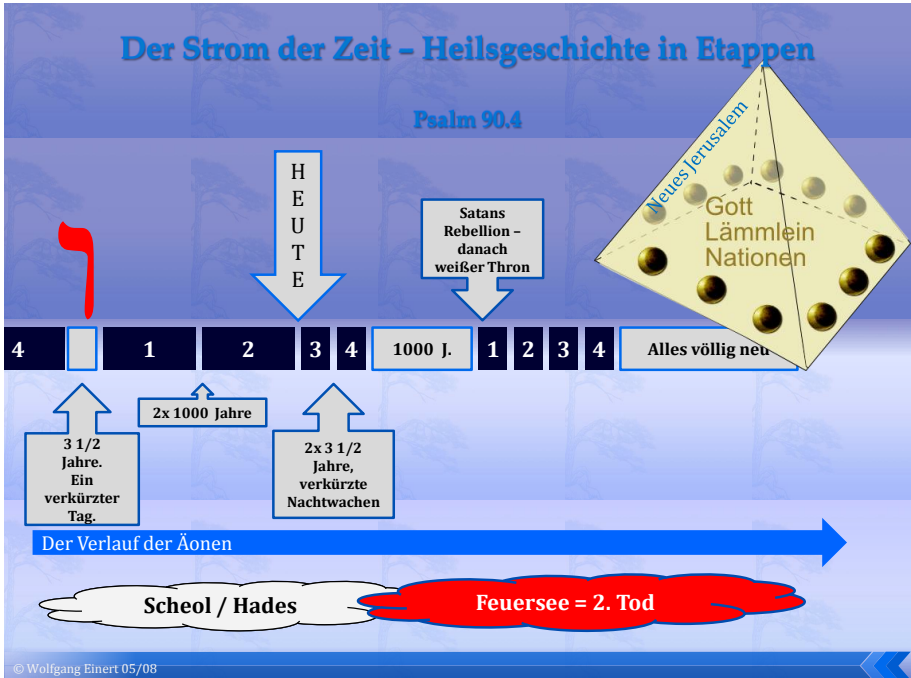 Der Strom der Zeit – Heilsgeschichte in Etappen
Psalm 90.4
Neues Jerusalem
Gott
Lämmlein
Nationen
H
E
U
T
E
Satans
Rebellion –
danach
weißer Thron
ו
4 1 2 3 4 1000 J. 1 2 3 4 Alles völlig neu
2x 1000 Jahre
3 1/2
Jahre.
Ein
verkürzter
Tag.
2x 3 1/2
Jahre,
verkürzte
Nachtwachen
Der Verlauf der Äonen
Scheol / Hades
Feuersee = 2. Tod
© Wolfgang Einert 05/08